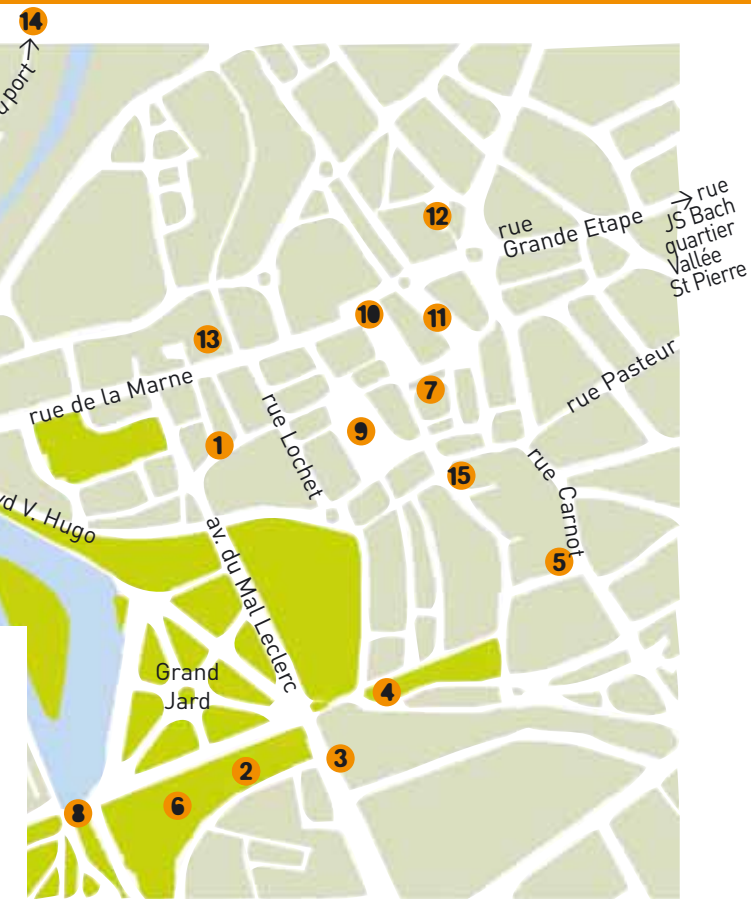 14
port
rue
JS Bach
quartier
Vallée
St Pierre
12
rue
Grande Etape
10
11
13
rue Pasteur
7
rue de la Marne
rue Lochet
9
1
15
rue Carnot
V. Hugo
av. du Mal Leclerc
5
Grand
Jard
4
3
2
6
8